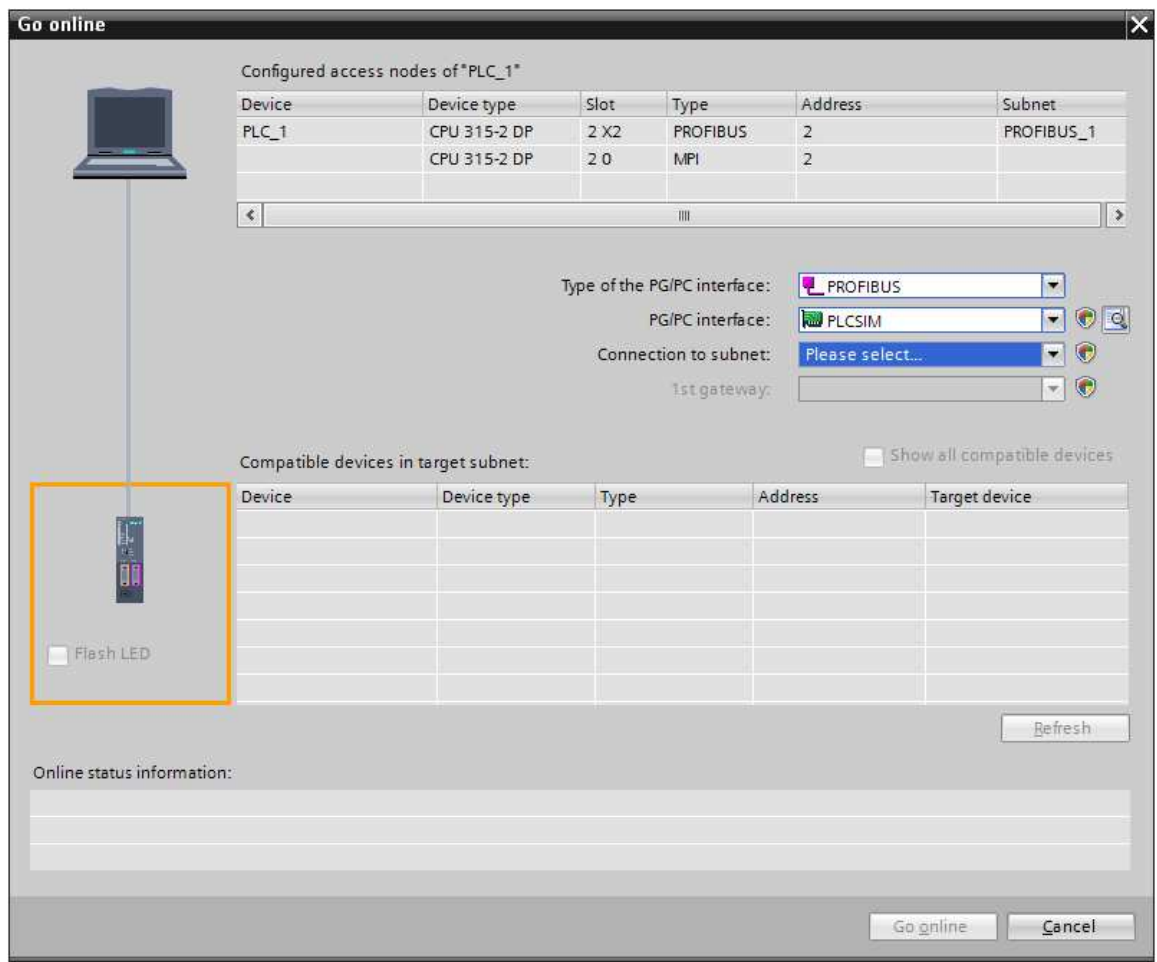 Go online
Configured access nodes of "PLC_1"
Device Device type Slot Type Address Subnet
PLC_1 CPU 315-2 DP 2 X2 PROFIBUS 2 PROFIBUS_1
CPU 315-2 DP 2 0 MPI 2
Type of the PG/PC interface: PROFIBUS
PG/PC interface: PLCSIM
Connection to subnet: Please select...
1st gateway:
Compatible devices in target subnet: Show all compatible devices
Device Device type Type Address Target device
Flash LED
Refresh
Online status information:
Go online Cancel